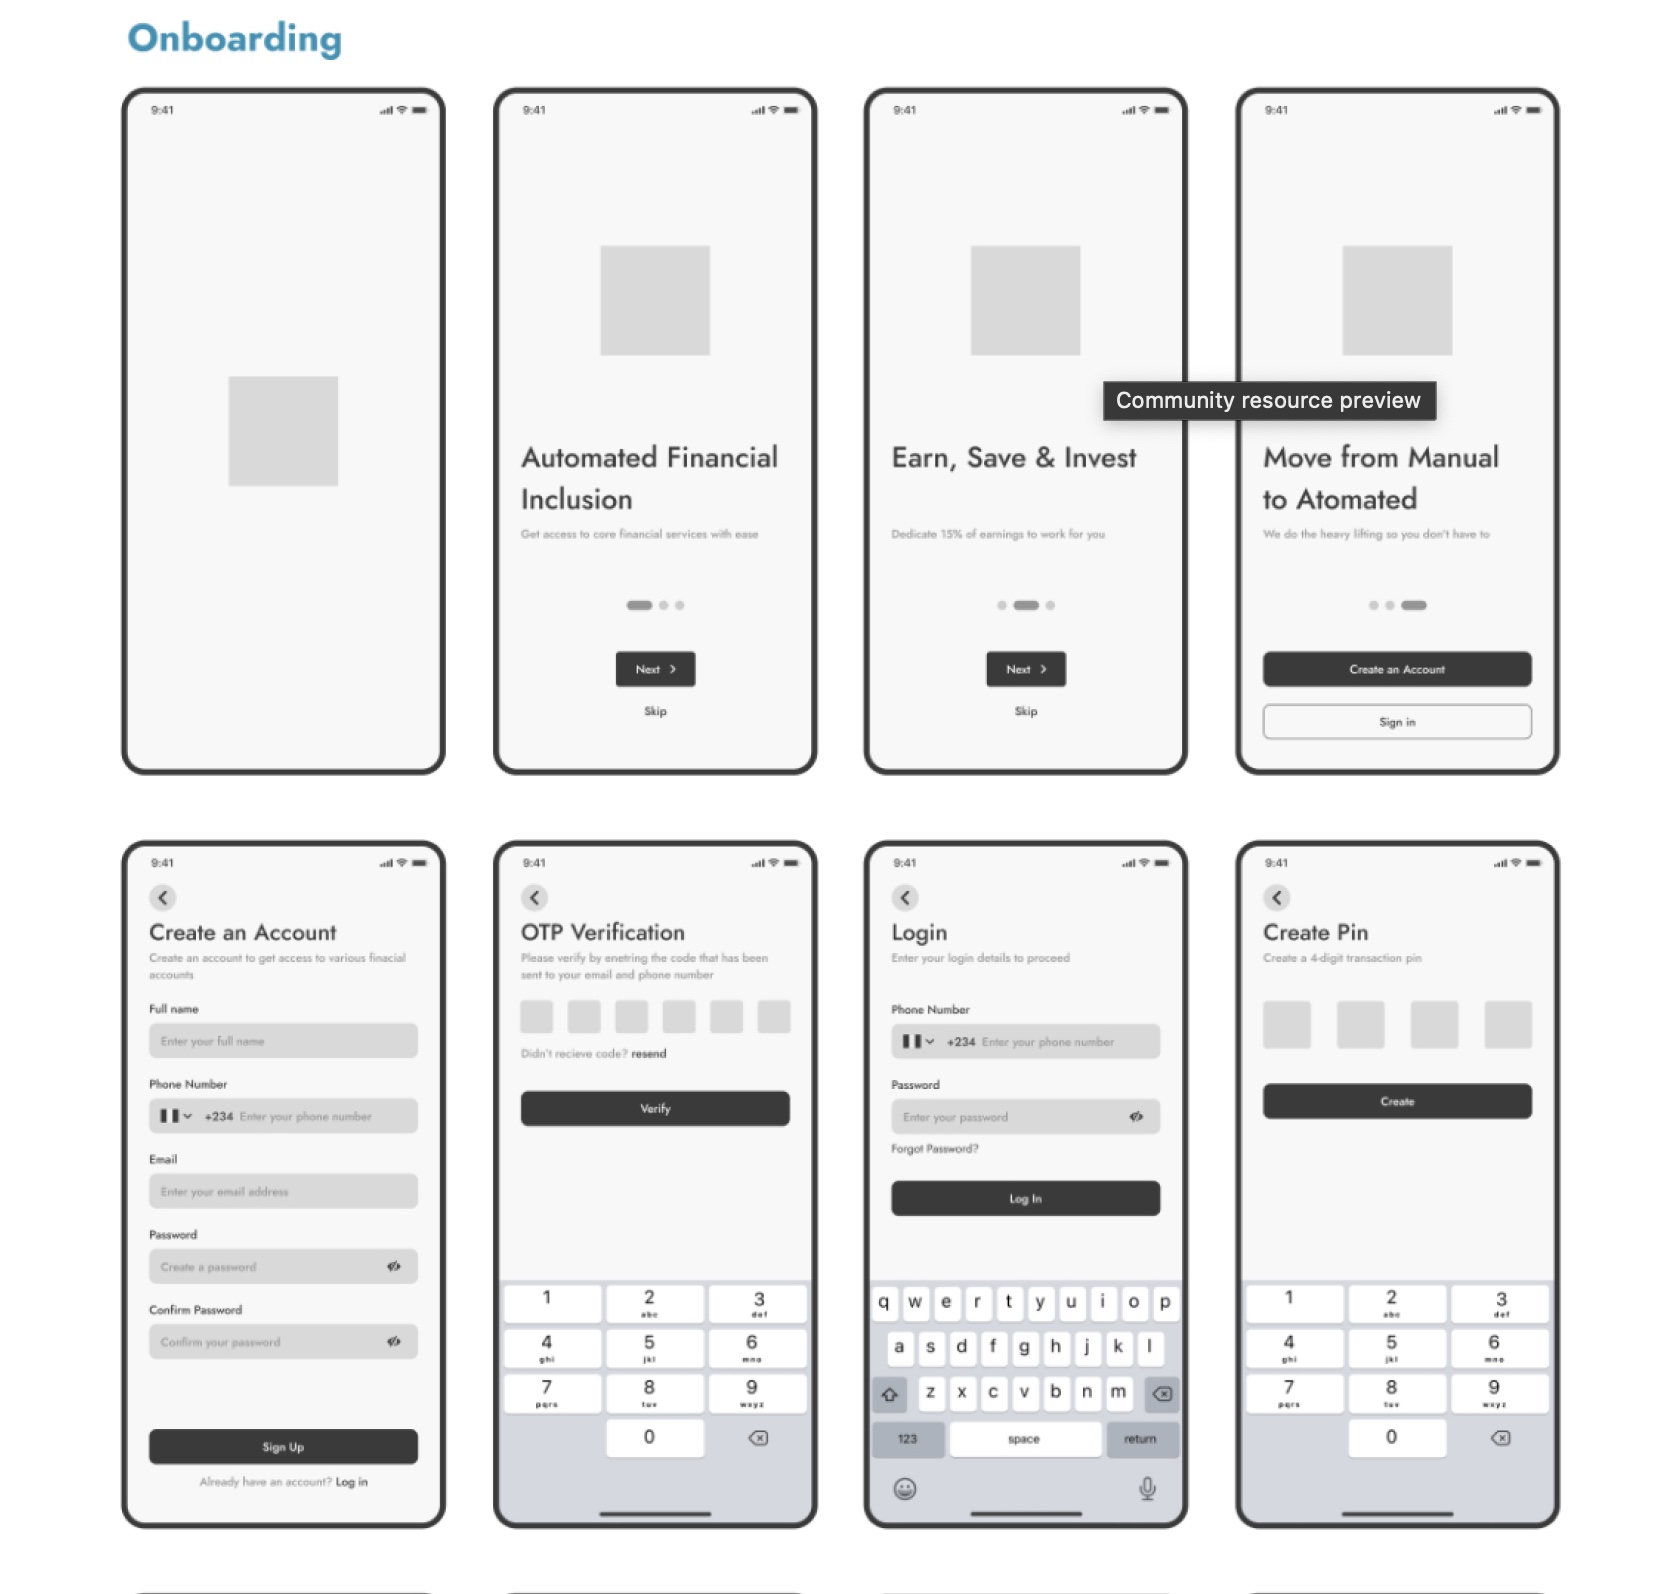 Onboarding
9:41
9:41
9:41
9:41
Community resource preview
Automated Financial
Inclusion
Get access to core financial services with ease
Next
Skip
Earn, Save & Invest
Dedicate 15% of earnings to work for you
Next
Skip
Move from Manual
to Atomated
We do the heavy lifting so you don't have to
Create an Account
Sign in
9:41
Create an Account
Create an account to get access to various finacial
accounts
Full name
Enter your full name
Phone Number
+234 Enter your phone number
Email
Enter your email address
Password
Create a password
Confirm Password
Confirm your password
Sign Up
Already have an account? Log in
9:41
OTP Verification
Please verify by enetring the code that has been
sent to your email and phone number
Didn't recieve code? resend
Verify
1 2 3
abc def
4 5 6
ghi jkl mno
7 8 9
pqrs tuv wxyz
0
9:41
Login
Enter your login details to proceed
Phone Number
+234 Enter your phone number
Password
Enter your password
Forgot Password?
Log In
q w e r t y u i o p
a s d f g h j k l
z x c v b n m
123 space return
9:41
Create Pin
Create a 4-digit transaction pin
Create
1 2 3
abc def
4 5 6
ghi jkl mno
7 8 9
pqrs tuv wxyz
0